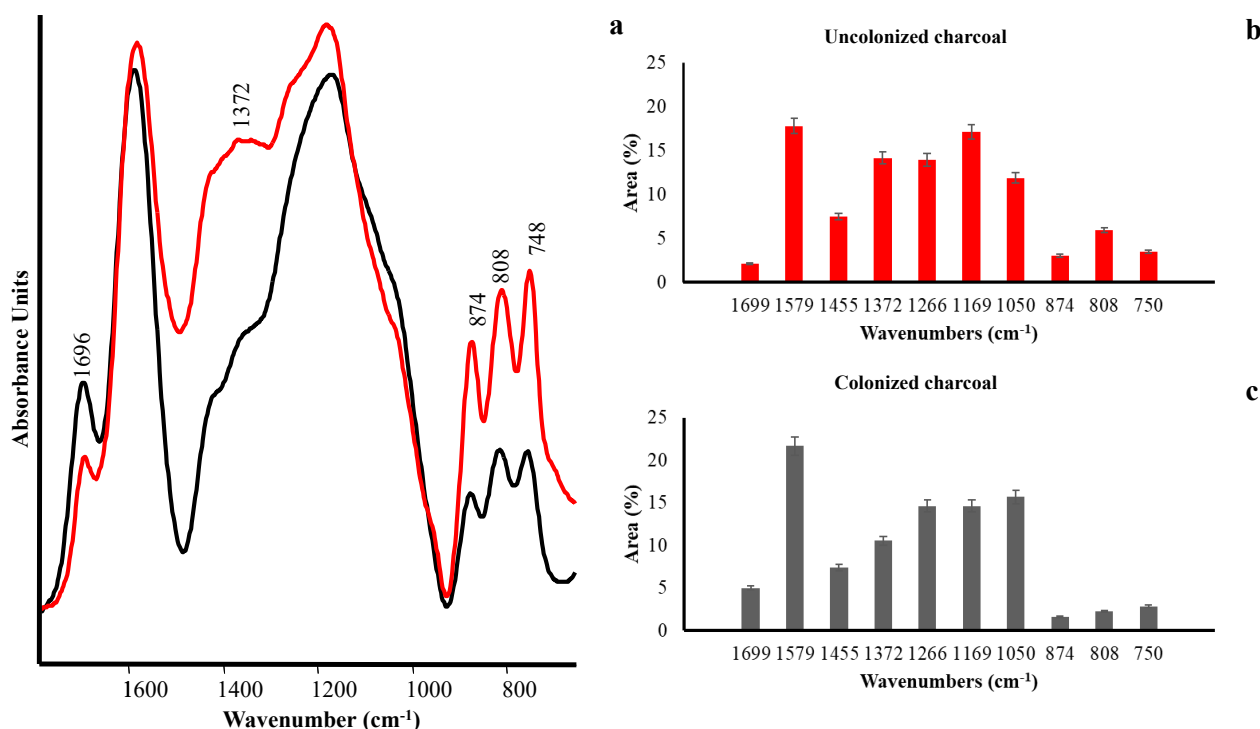 a
Absorbance Units
1696
1372
874
808
748
1600 1400 1200 1000 800
Wavenumber (cm⁻¹)
b
Uncolonized charcoal
Area (%)
25
20
15
10
5
0
1699 1579 1455 1372 1266 1169 1050 874 808 750
Wavenumbers (cm⁻¹)
c
Colonized charcoal
Area (%)
25
20
15
10
5
0
1699 1579 1455 1372 1266 1169 1050 874 808 750
Wavenumbers (cm⁻¹)